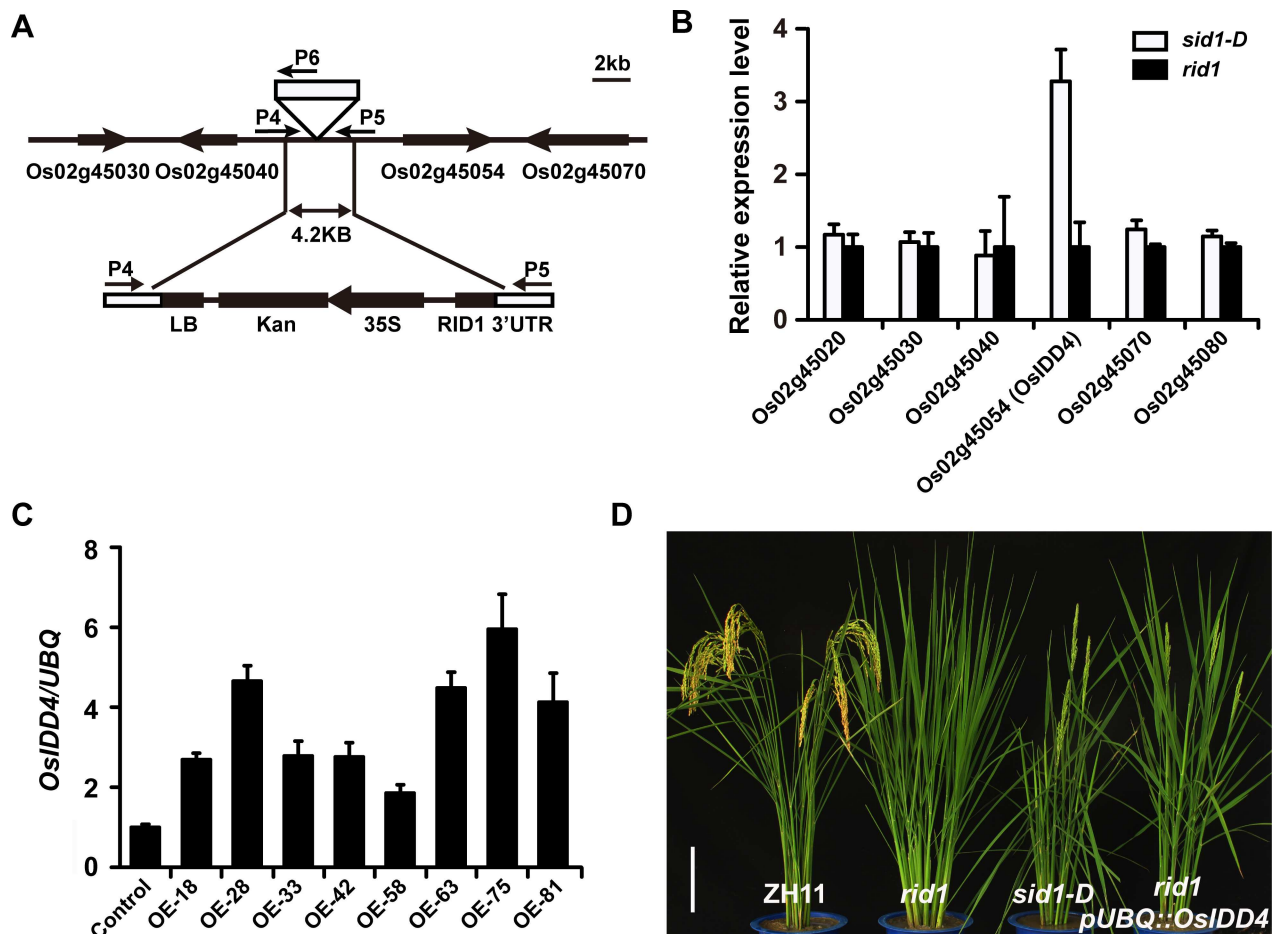 A
P6
2kb
P4
P5
Os02g45030 Os02g45040 Os02g45054 Os02g45070
4.2KB
P4
P5
LB Kan 35S RID1 3’UTR
B
Relative expression level
4
3
2
1
0
sid1-D
rid1
Os02g45020
Os02g45030
Os02g45040
Os02g45054 (OsIDD4)
Os02g45070
Os02g45080
C
OsIDD4/UBQ
8
6
4
2
0
Control
OE-18
OE-28
OE-33
OE-42
OE-58
OE-63
OE-75
OE-81
D
ZH11 rid1 sid1-D rid1
pUBQ::OsIDD4